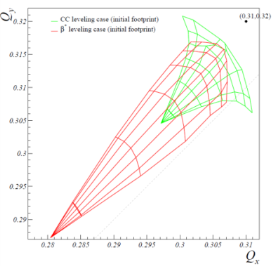 Q_y
0.32
0.315
0.31
0.305
0.3
0.295
0.29
CC leveling case (initial footprint)
β* leveling case (initial footprint)
(0.31,0.32)
0.28 0.285 0.29 0.295 0.3 0.305 0.31
Q_x